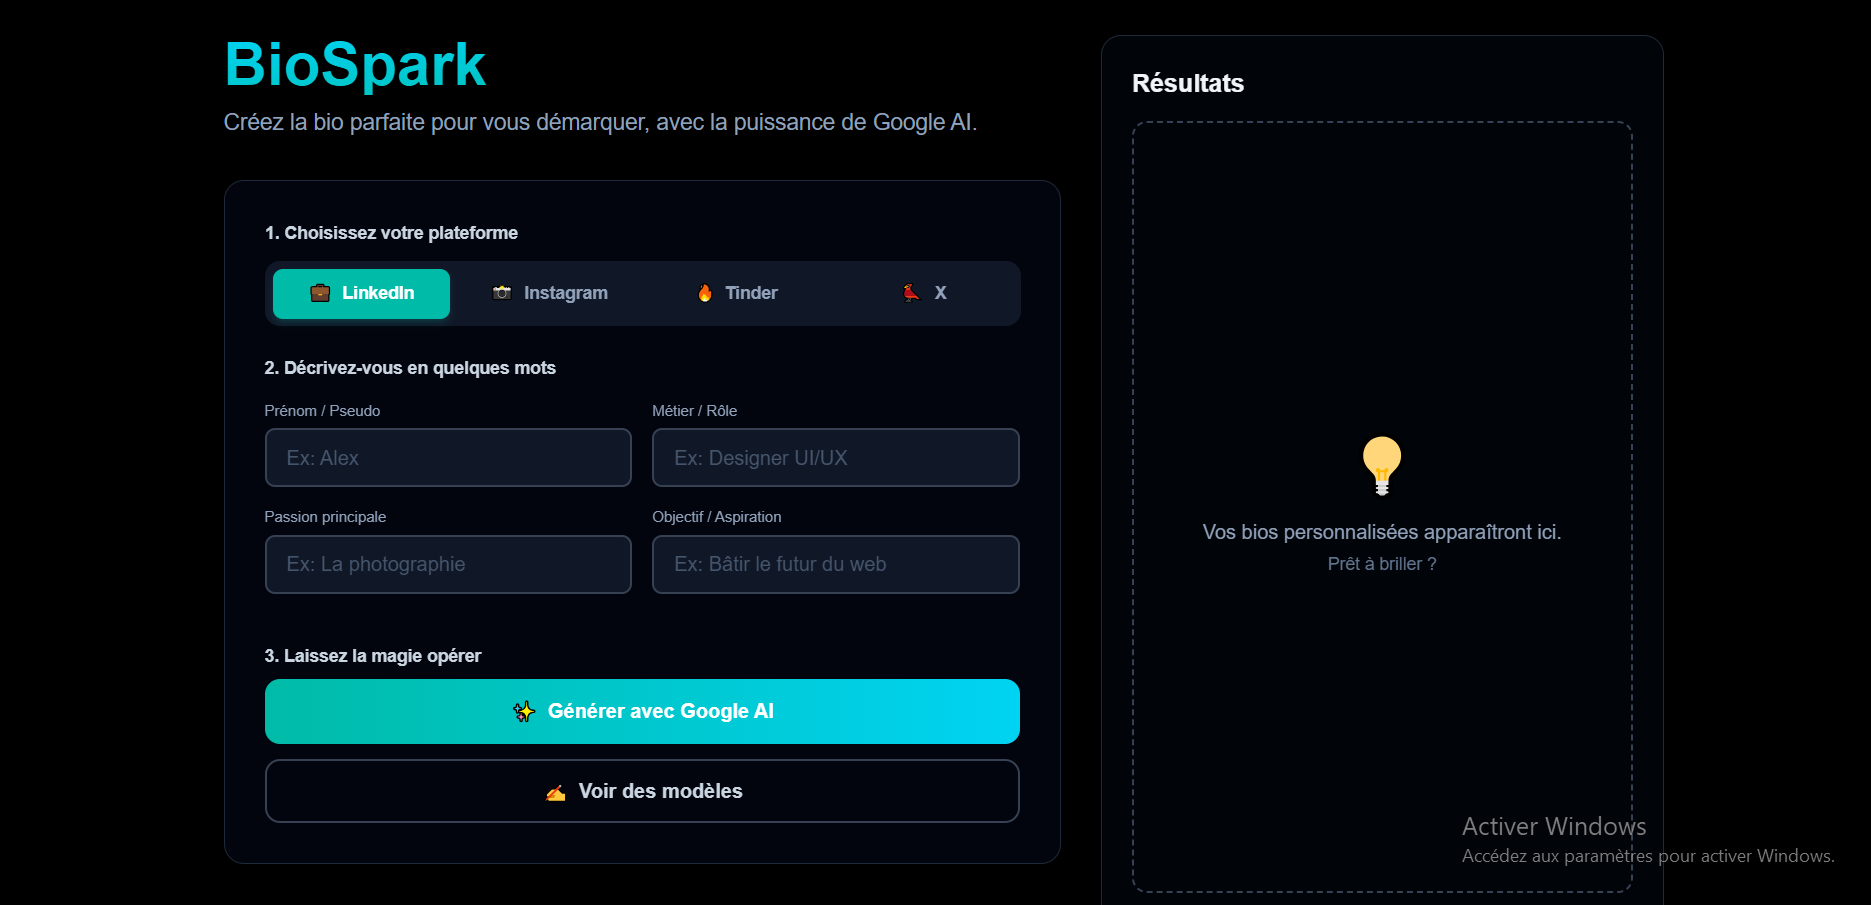 BioSpark
Créez la bio parfaite pour vous démarquer, avec la puissance de Google AI.
1. Choisissez votre plateforme
LinkedIn
Instagram
Tinder
X
2. Décrivez-vous en quelques mots
Prénom / Pseudo
Métier / Rôle
Ex: Alex
Ex: Designer UI/UX
Passion principale
Objectif / Aspiration
Ex: La photographie
Ex: Bâtir le futur du web
3. Laissez la magie opérer
Générer avec Google AI
Voir des modèles
Résultats
Vos bios personnalisées apparaîtront ici.
Prêt à briller ?
Activer Windows
Accédez aux paramètres pour activer Windows.